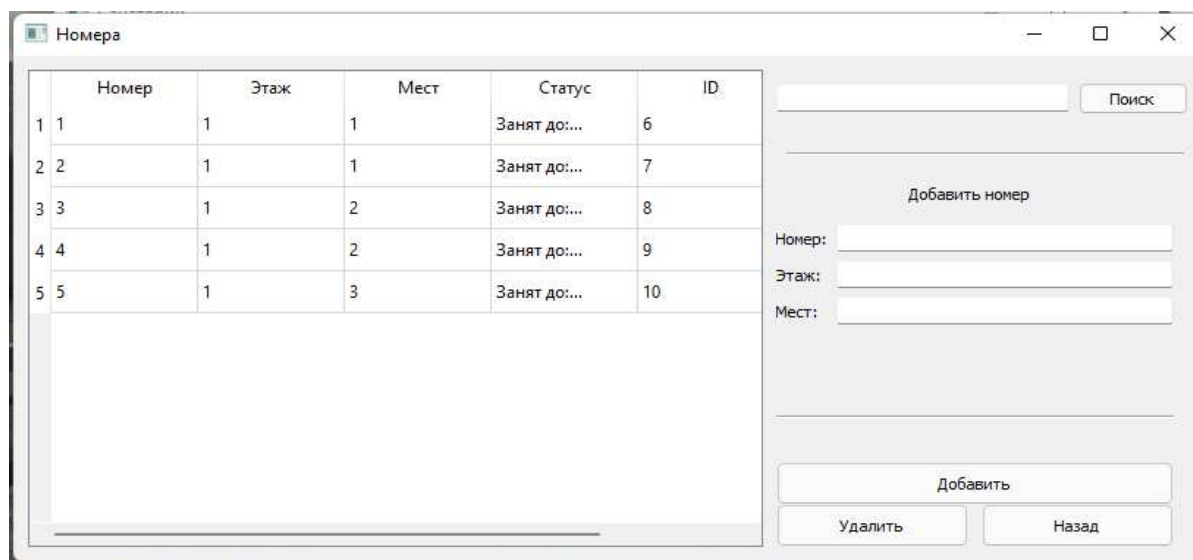 Номера
Номер Этаж Мест Статус ID
1 1 1 1 Занят до:... 6
2 2 1 1 Занят до:... 7
3 3 1 2 Занят до:... 8
4 4 1 2 Занят до:... 9
5 5 1 3 Занят до:... 10
Поиск
Добавить номер
Номер:
Этаж:
Мест:
Добавить
Удалить Назад